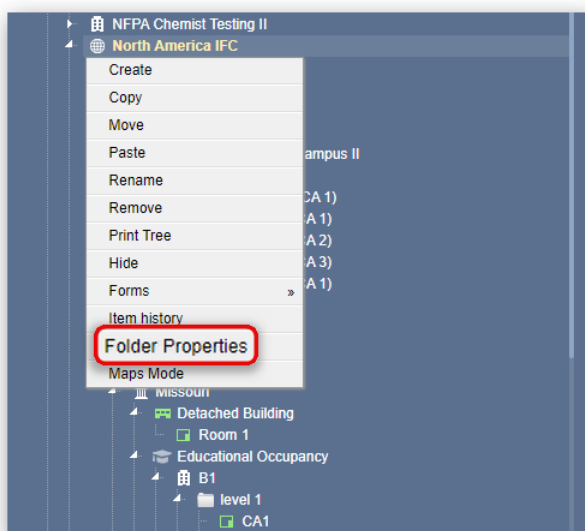 NFPA Chemist Testing II
North America IFC
Create
Copy
Move
Paste
ampus II
Rename
CA 1)
Remove
A 1)
Print Tree
A 2)
Hide
A 3)
Forms »
A 1)
Item history
Folder Properties
Maps Mode
Missouri
Detached Building
Room 1
Educational Occupancy
B1
level 1
CA1